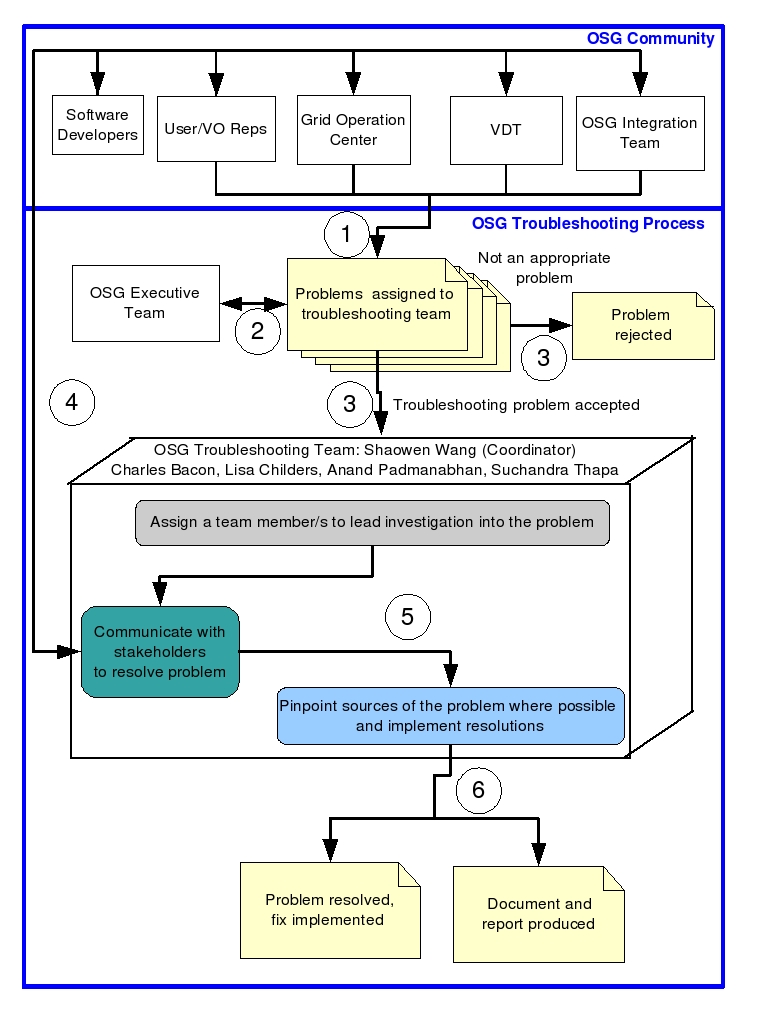 OSG Community
Software
Developers
User/VO Reps
Grid Operation
Center
VDT
OSG Integration
Team
OSG Troubleshooting Process
1
Not an appropriate
problem
OSG Executive
Team
2
Problems assigned to
troubleshooting team
Problem
rejected
3
3
Troubleshooting problem accepted
4
OSG Troubleshooting Team: Shaowen Wang (Coordinator)
Charles Bacon, Lisa Childers, Anand Padmanabhan, Suchandra Thapa
Assign a team member/s to lead investigation into the problem
5
Communicate with
stakeholders
to resolve problem
Pinpoint sources of the problem where possible
and implement resolutions
6
Problem resolved,
fix implemented
Document and
report produced